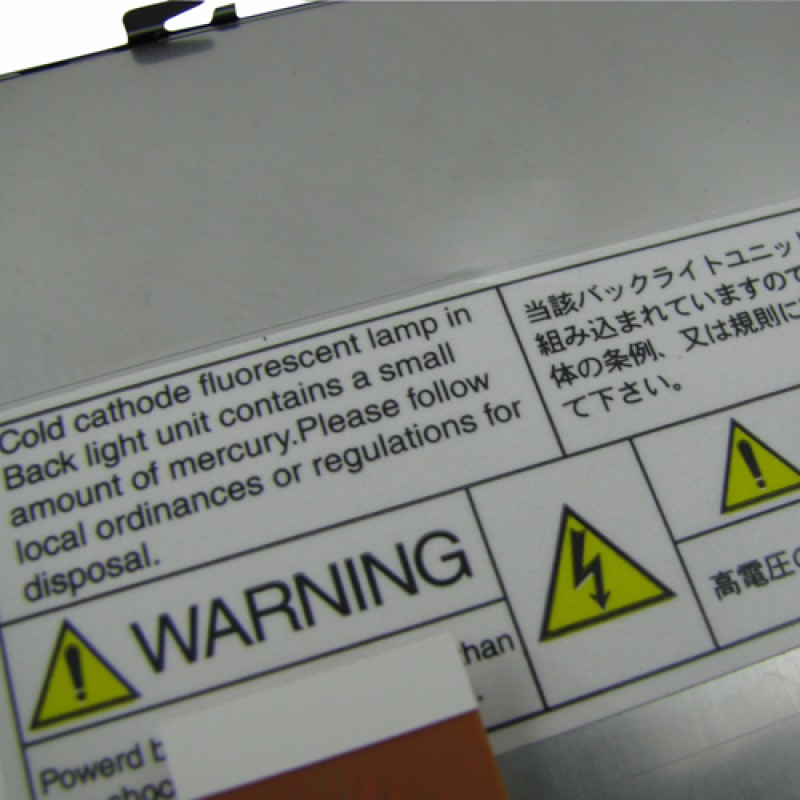 Cold cathode fluorescent lamp in
Back light unit contains a small
amount of mercury.Please follow
local ordinances or regulations for
disposal.
当該バックライトユニット
組み込まれていますので
体の条例、又は規則に
て下さい。
WARNING
than
Powerd b
shoc
高電圧